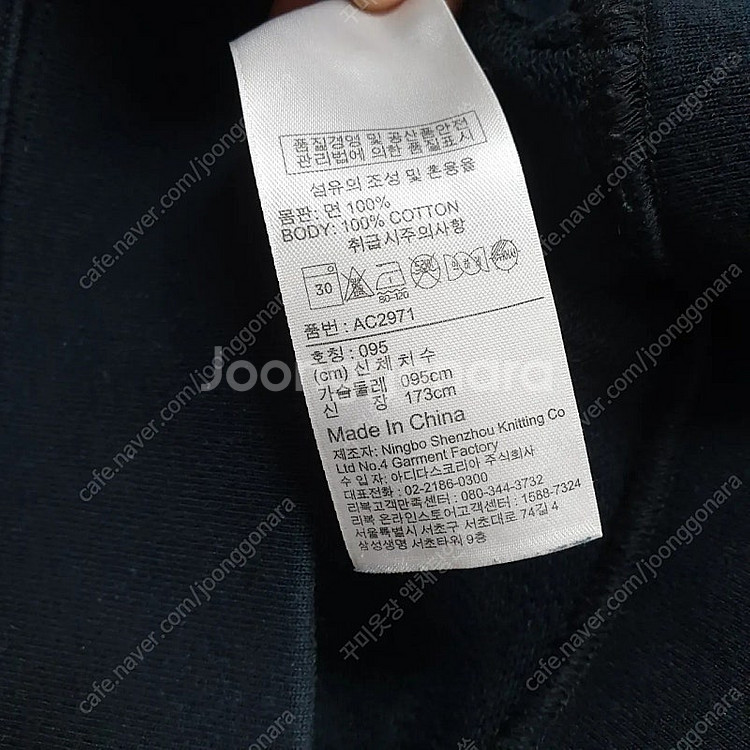 품질경영 및 공산품안전
관리법에 의한 품질표시
섬유의 조성 및 혼용율
몸판: 면 100%
BODY: 100% COTTON
취급시주의사항
30
80-120
품번 : AC2971
호칭 : 095
(cm) 신 체 치 수
가슴둘레 095cm
신 장 173cm
Made In China
제조자: Ningbo Shenzhou Knitting Co
Ltd No.4 Garment Factory
수 입 자: 아디다스코리아 주식회사
대표전화 : 02-2186-0300
리복고객만족센터 : 080-344-3732
리복 온라인스토어고객센터 : 1588-7324
서울특별시 서초구 서초대로 74길 4
삼성생명 서초타워 9층
Joonggonara
cafe.naver.com/joonggonara